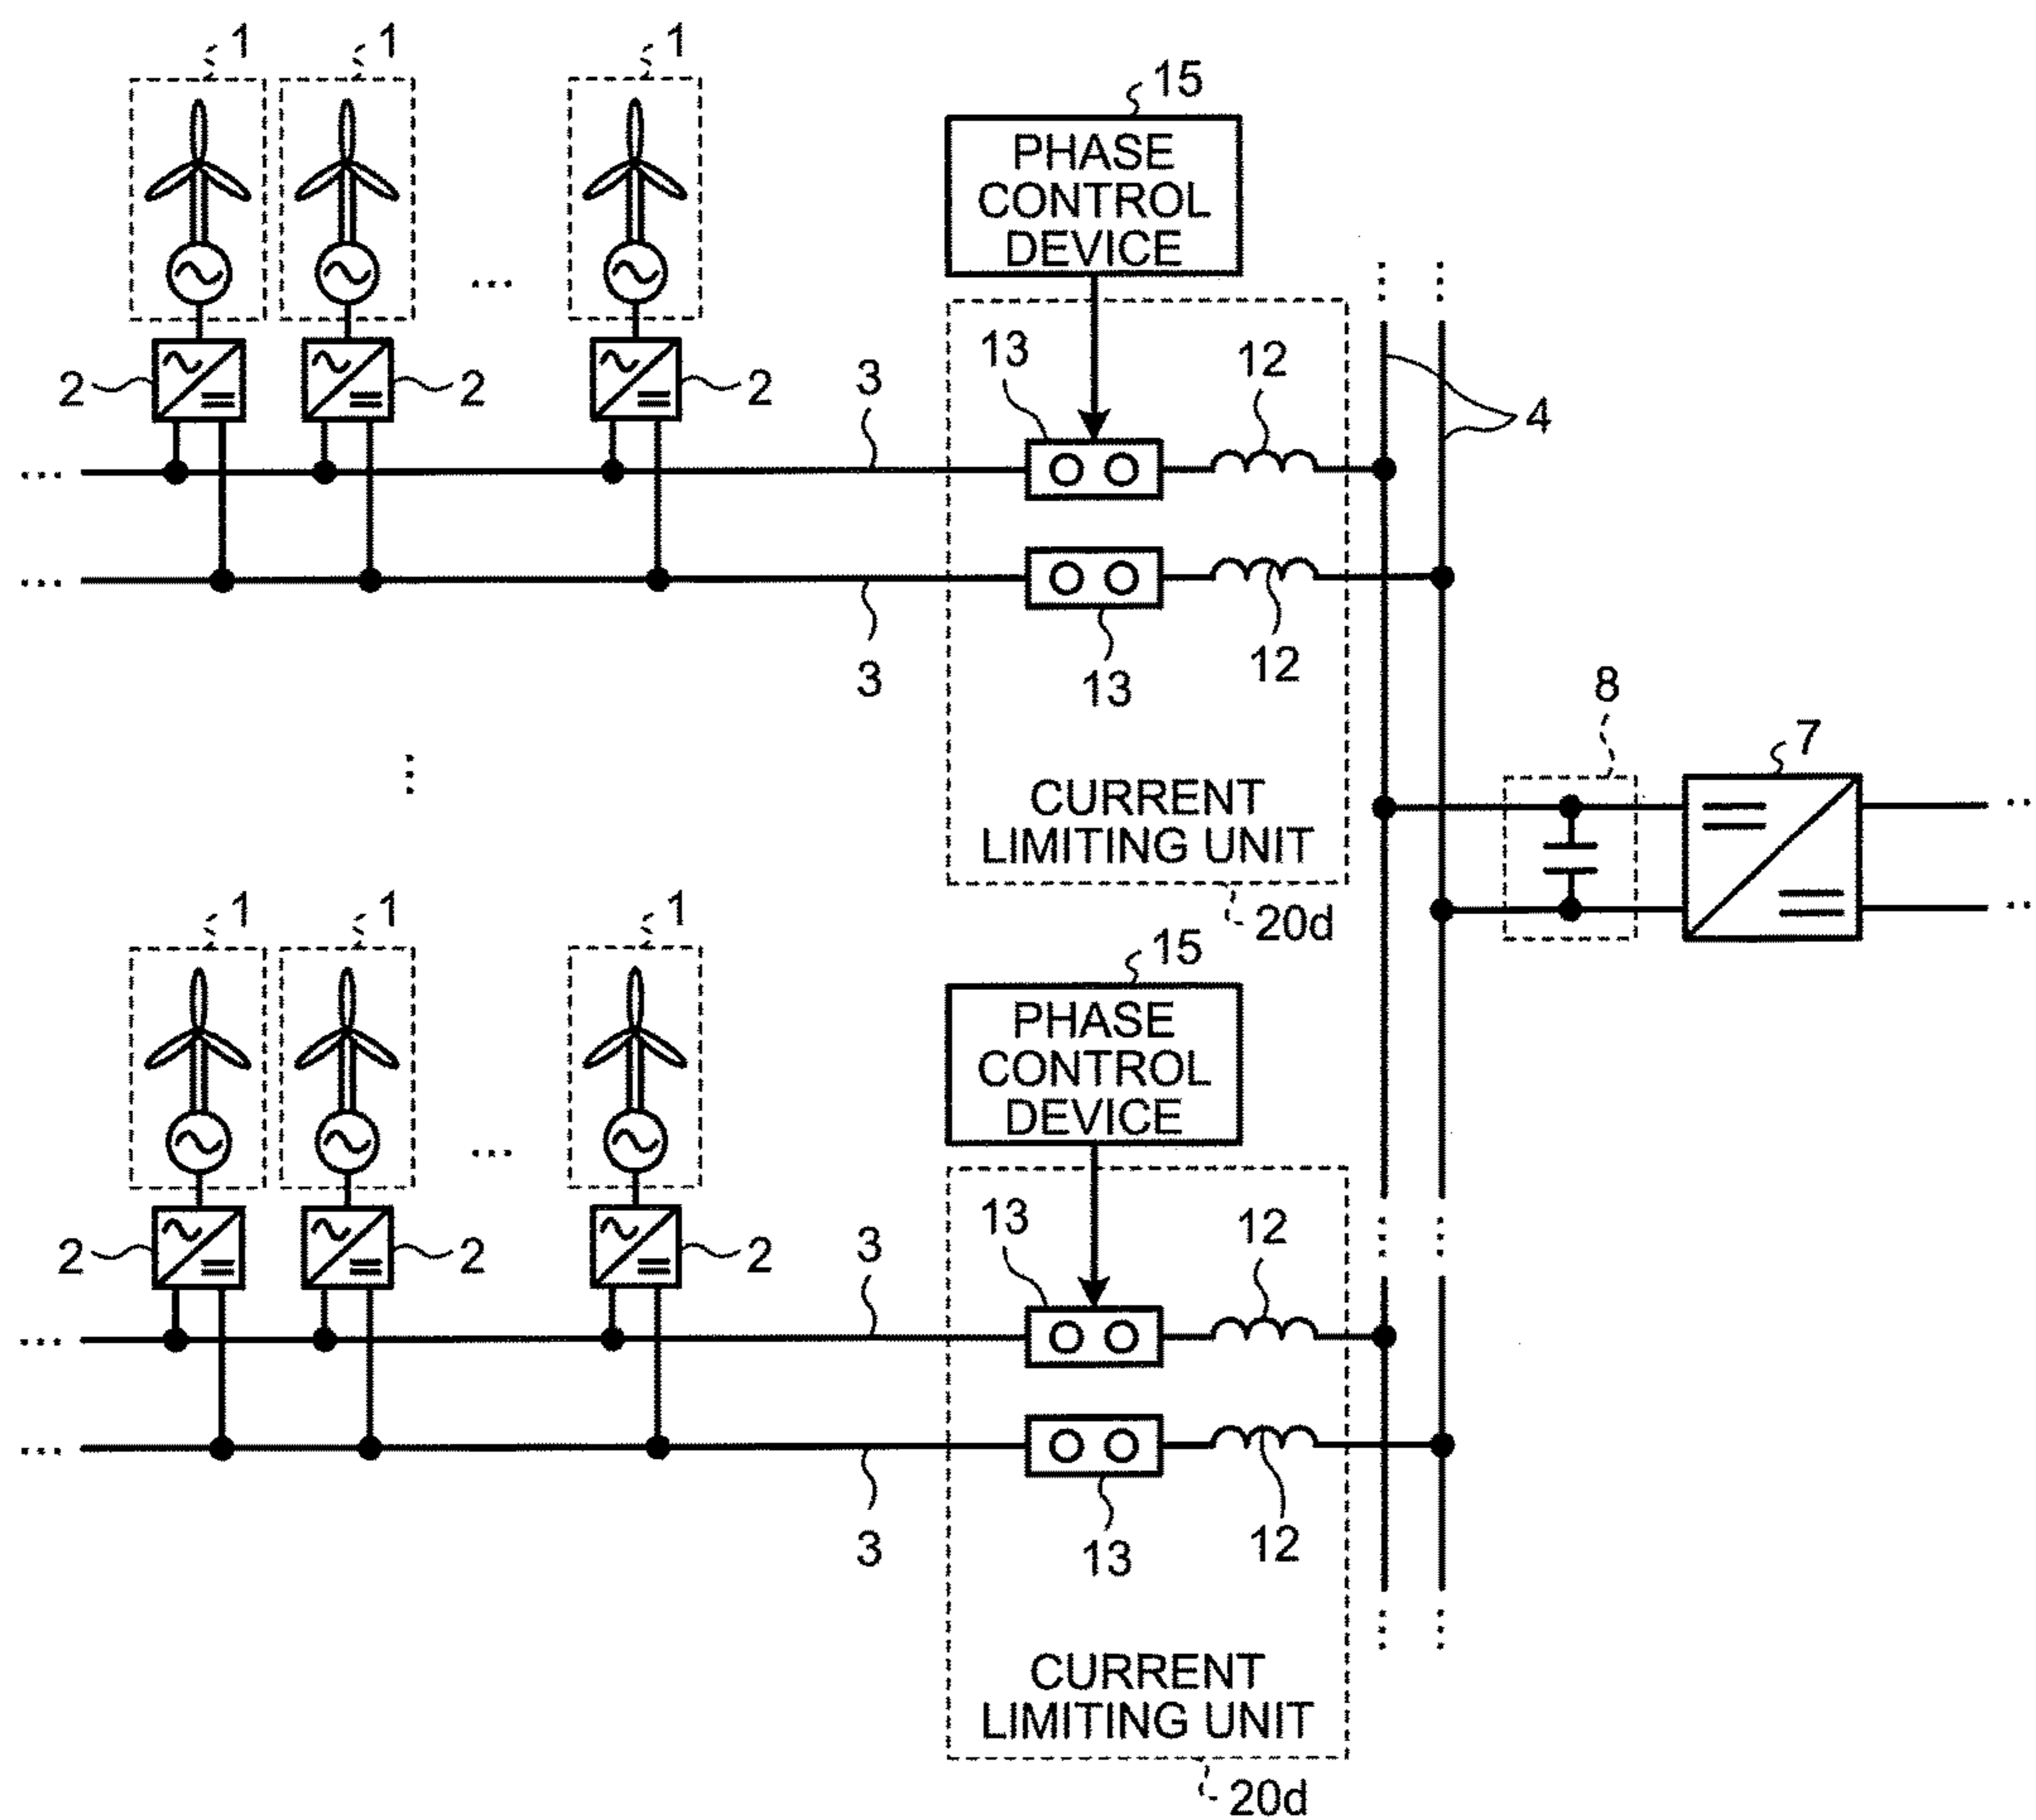 1 1 1
15
PHASE
CONTROL
DEVICE
13 12
2 2 2 3
4
3 13 12
8
7
CURRENT
LIMITING UNIT
20d
1 1 1
15
PHASE
CONTROL
DEVICE
13 12
2 2 2 3
3 13 12
CURRENT
LIMITING UNIT
20d